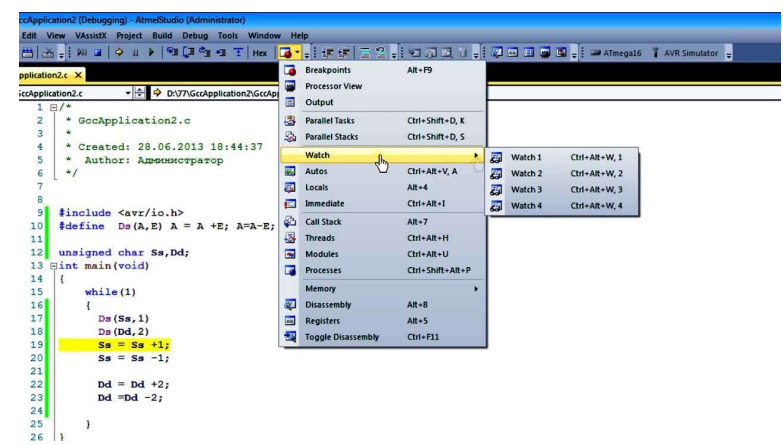 ccApplication2 (Debugging) - AtmelStudio (Administrator)
Edit View VAssistX Project Build Debug Tools Window Help
Hex ATmega16 AVR Simulator
pplication2.c X
ccApplication2.c D:\77\GccApplication2\GccAp
Breakpoints Alt+F9
Processor View
Output
Parallel Tasks Ctrl+Shift+D, K
Parallel Stacks Ctrl+Shift+D, S
Watch
Autos Ctrl+Alt+V, A
Locals Alt+4
Immediate Ctrl+Alt+I
Call Stack Alt+7
Threads Ctrl+Alt+H
Modules Ctrl+Alt+U
Processes Ctrl+Shift+Alt+P
Memory
Disassembly Alt+8
Registers Alt+5
Toggle Disassembly Ctrl+F11
Watch 1 Ctrl+Alt+W, 1
Watch 2 Ctrl+Alt+W, 2
Watch 3 Ctrl+Alt+W, 3
Watch 4 Ctrl+Alt+W, 4
1 /*
2 * GccApplication2.c
3 *
4 * Created: 28.06.2013 18:44:37
5 * Author: Администратор
6 */
7
8
9 #include <avr/io.h>
10 #define Ds(A,E) A = A +E; A=A-E;
11
12 unsigned char Ss,Dd;
13 int main(void)
14 {
15 while(1)
16 {
17 Ds(Ss,1)
18 Ds(Dd,2)
19 Ss = Ss +1;
20 Ss = Ss -1;
21
22 Dd = Dd +2;
23 Dd =Dd -2;
24
25 }
26 }